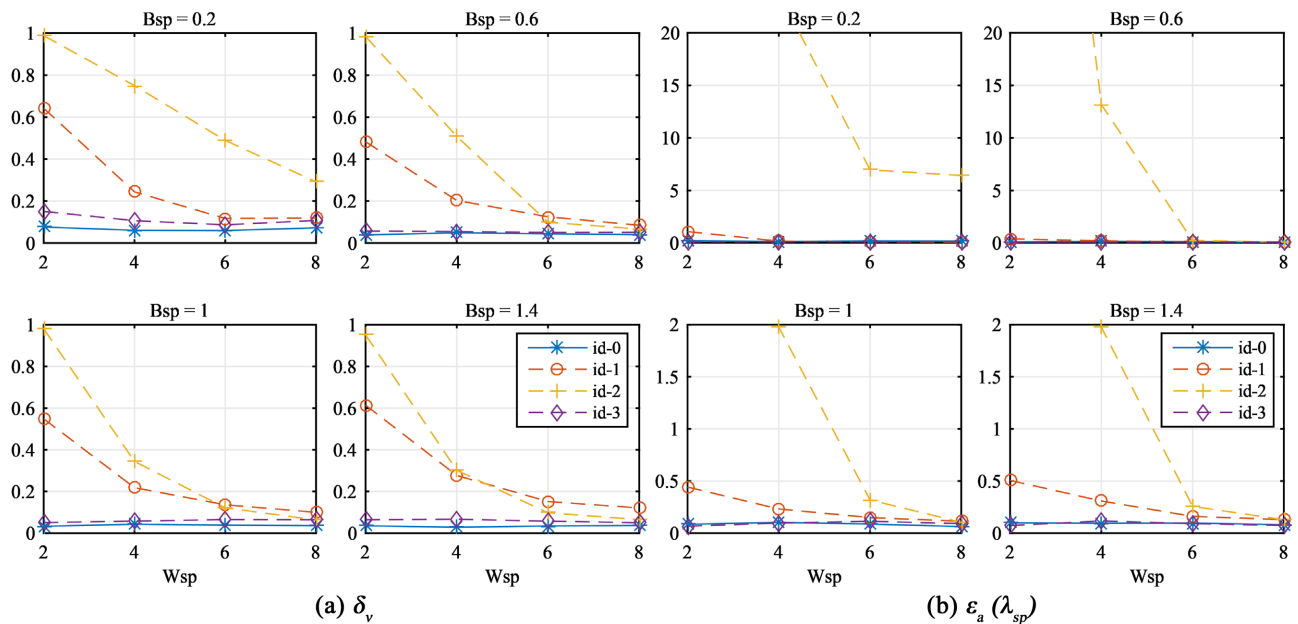 Bsp = 0.2
1
0.8
0.6
0.4
0.2
0
2 4 6 8
Bsp = 0.6
1
0.8
0.6
0.4
0.2
0
2 4 6 8
Bsp = 1
1
0.8
0.6
0.4
0.2
0
2 4 6 8
Wsp
Bsp = 1.4
1
0.8
0.6
0.4
0.2
0
2 4 6 8
id-0
id-1
id-2
id-3
(a) δᵥ
Bsp = 0.2
20
15
10
5
0
2 4 6 8
Bsp = 0.6
20
15
10
5
0
2 4 6 8
Bsp = 1
2
1.5
1
0.5
0
2 4 6 8
Wsp
Bsp = 1.4
2
1.5
1
0.5
0
2 4 6 8
id-0
id-1
id-2
id-3
(b) εₐ (λₛₚ)